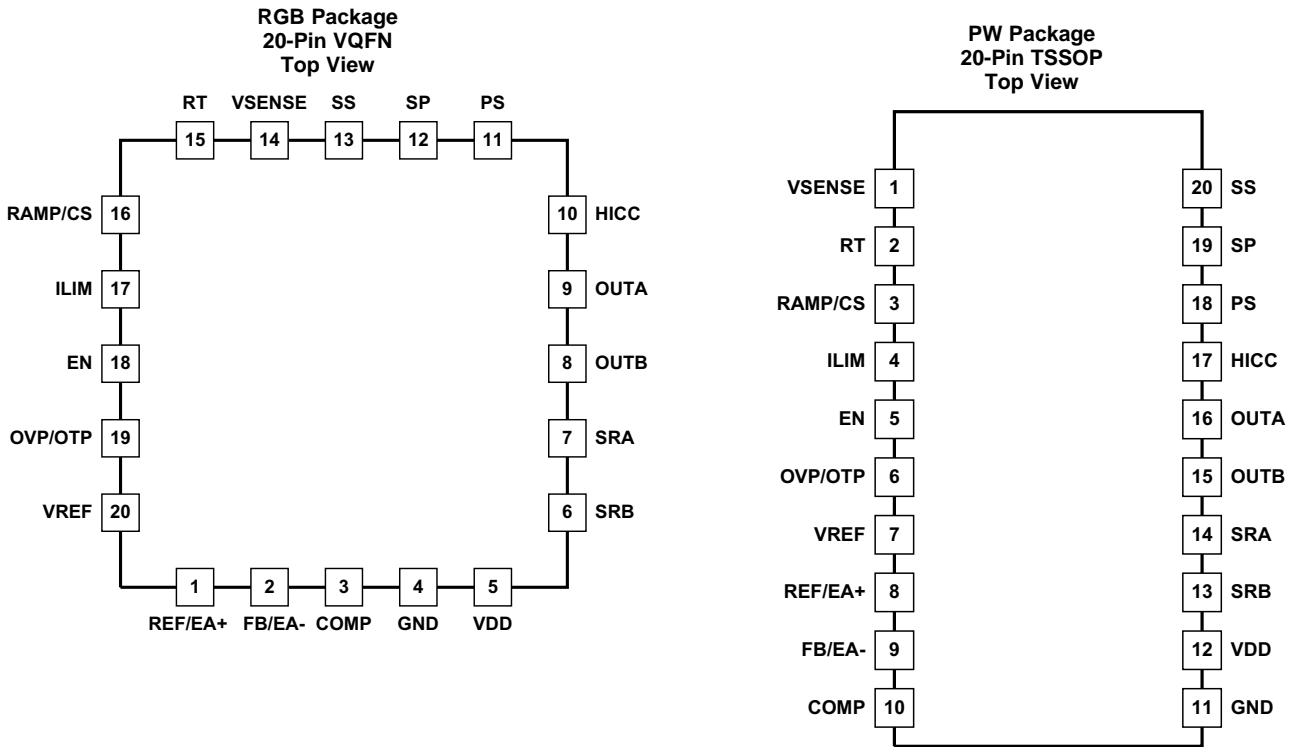 RGB Package
20-Pin VQFN
Top View
RT VSENSE SS SP PS
15 14 13 12 11
RAMP/CS 16
10 HICC
ILIM 17
9 OUTA
EN 18
8 OUTB
OVP/OTP 19
7 SRA
VREF 20
6 SRB
1 2 3 4 5
REF/EA+ FB/EA- COMP GND VDD
PW Package
20-Pin TSSOP
Top View
VSENSE 1
20 SS
RT 2
19 SP
RAMP/CS 3
18 PS
ILIM 4
17 HICC
EN 5
16 OUTA
OVP/OTP 6
15 OUTB
VREF 7
14 SRA
REF/EA+ 8
13 SRB
FB/EA- 9
12 VDD
COMP 10
11 GND